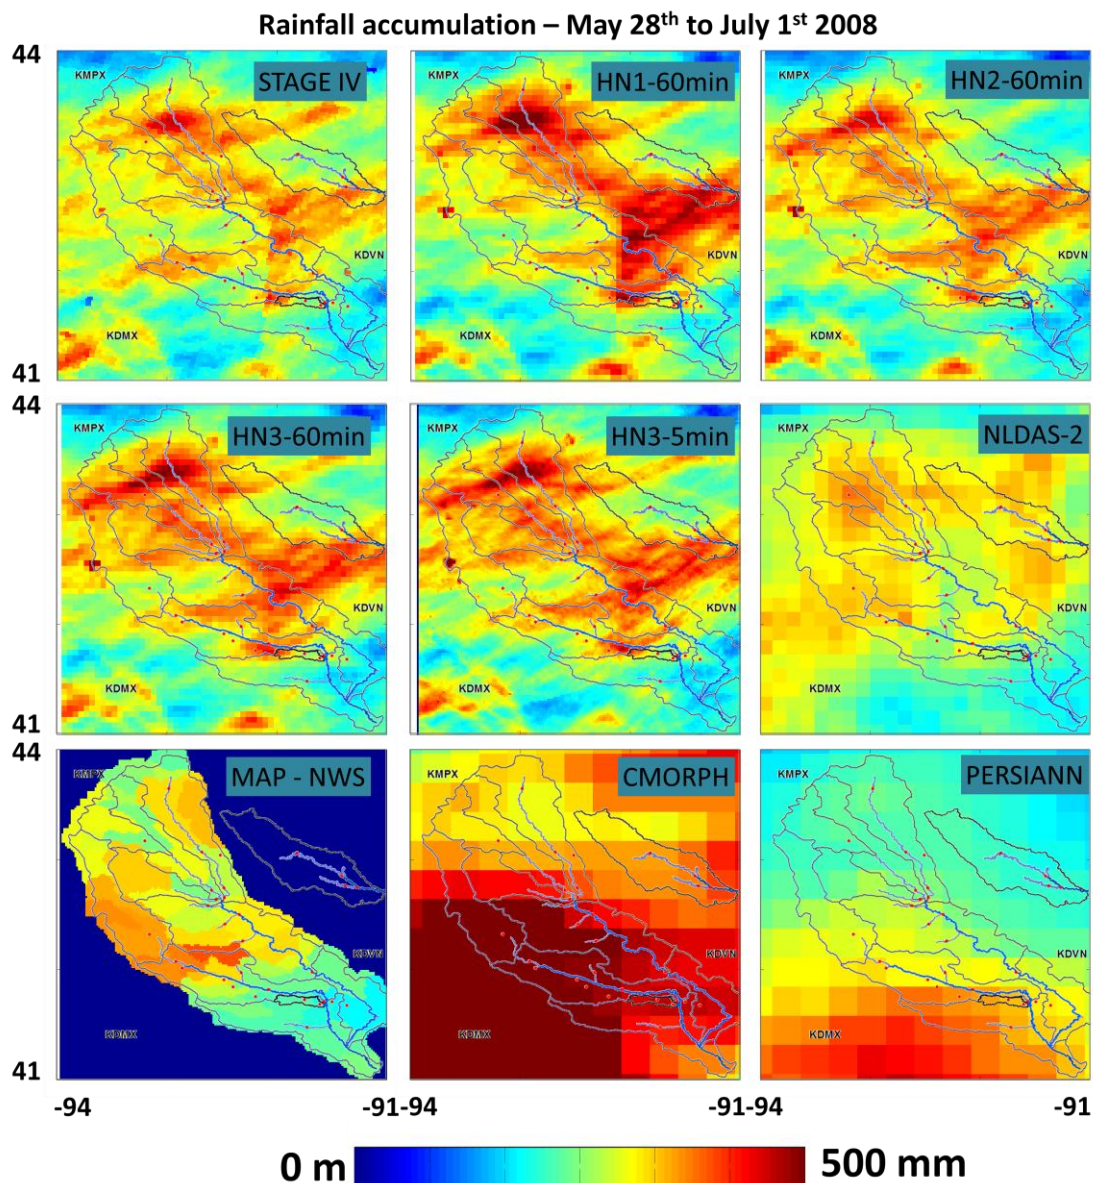 Rainfall accumulation – May 28th to July 1st 2008
44
KMPX
STAGE IV
KDVN
KDMX
41
KMPX
HN1-60min
KDVN
KDMX
KMPX
HN2-60min
KDVN
KDMX
44
KMPX
HN3-60min
KDVN
KDMX
41
KMPX
HN3-5min
KDVN
KDMX
KMPX
NLDAS-2
KDVN
KDMX
44
KMPX
MAP - NWS
KDVN
KDMX
41
KMPX
CMORPH
KDVN
KDMX
KMPX
PERSIANN
KDVN
KDMX
-94
-91-94
-91-94
-91
0 m
500 mm